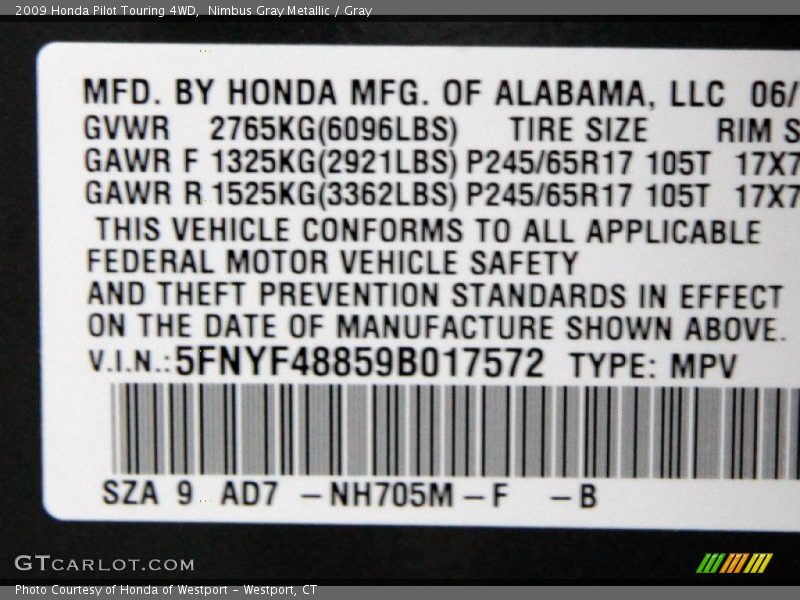 2009 Honda Pilot Touring 4WD,  Nimbus Gray Metallic / Gray
MFD. BY HONDA MFG. OF ALABAMA, LLC 06/
GVWR 2765KG(6096LBS) TIRE SIZE RIM S
GAWR F 1325KG(2921LBS) P245/65R17 105T 17X7
GAWR R 1525KG(3362LBS) P245/65R17 105T 17X7
THIS VEHICLE CONFORMS TO ALL APPLICABLE
FEDERAL MOTOR VEHICLE SAFETY
AND THEFT PREVENTION STANDARDS IN EFFECT
ON THE DATE OF MANUFACTURE SHOWN ABOVE.
V.I.N.:5FNYF48859B017572 TYPE: MPV
SZA 9 AD7 –NH705M–F –B
GTCARLOT.COM
Photo Courtesy of Honda of Westport – Westport, CT